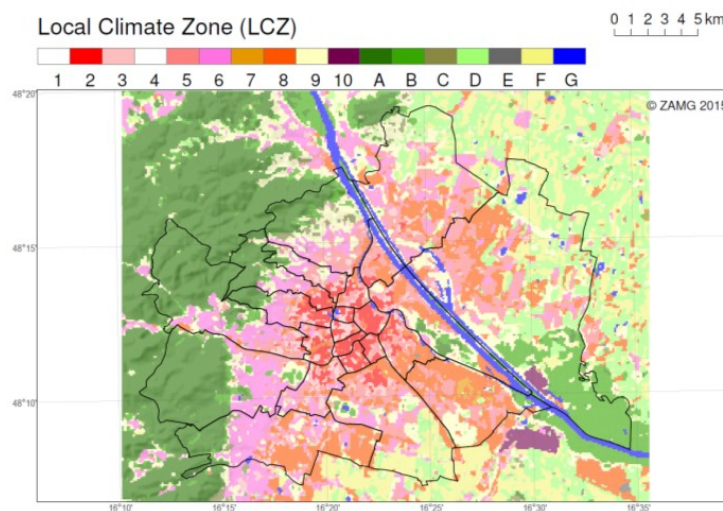 Local Climate Zone (LCZ)
0 1 2 3 4 5 km
1 2 3 4 5 6 7 8 9 10 A B C D E F G
48°20'
© ZAMG 2015
48°15'
48°10'
16°10' 16°15' 16°20' 16°25' 16°30' 16°35'